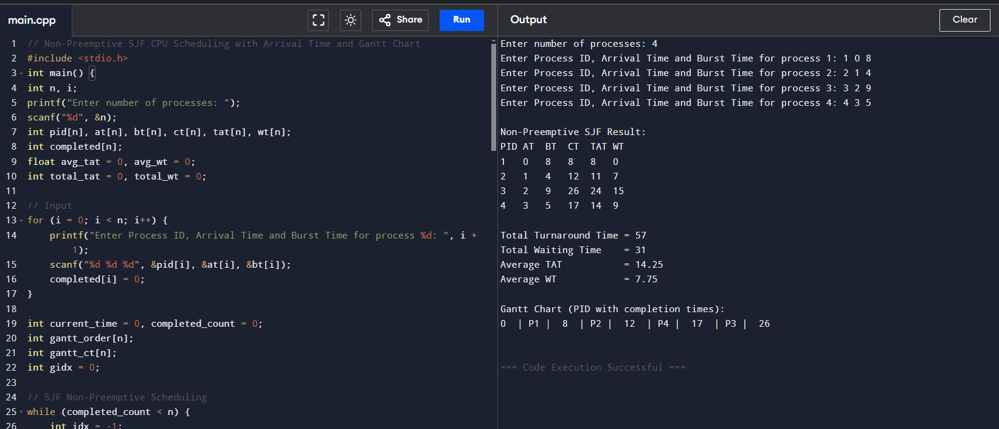 main.cpp
Share
Run
Output
Clear
1 // Non-Preemptive SJF CPU Scheduling with Arrival Time and Gantt Chart
2 #include <stdio.h>
3 int main() {
4 int n, i;
5 printf("Enter number of processes: ");
6 scanf("%d", &n);
7 int pid[n], at[n], bt[n], ct[n], tat[n], wt[n];
8 int completed[n];
9 float avg_tat = 0, avg_wt = 0;
10 int total_tat = 0, total_wt = 0;
11
12 // Input
13 for (i = 0; i < n; i++) {
14     printf("Enter Process ID, Arrival Time and Burst Time for process %d: ", i +
        1);
15     scanf("%d %d %d", &pid[i], &at[i], &bt[i]);
16     completed[i] = 0;
17 }
18
19 int current_time = 0, completed_count = 0;
20 int gantt_order[n];
21 int gantt_ct[n];
22 int gidx = 0;
23
24 // SJF Non-Preemptive Scheduling
25 while (completed_count < n) {
26     int idx = -1;
Enter number of processes: 4
Enter Process ID, Arrival Time and Burst Time for process 1: 1 0 8
Enter Process ID, Arrival Time and Burst Time for process 2: 2 1 4
Enter Process ID, Arrival Time and Burst Time for process 3: 3 2 9
Enter Process ID, Arrival Time and Burst Time for process 4: 4 3 5

Non-Preemptive SJF Result:
PID AT  BT  CT  TAT WT
1   0   8   8   8   0
2   1   4   12  11  7
3   2   9   26  24  15
4   3   5   17  14  9

Total Turnaround Time = 57
Total Waiting Time    = 31
Average TAT           = 14.25
Average WT            = 7.75

Gantt Chart (PID with completion times):
0  | P1 |  8  | P2 |  12  | P4 |  17  | P3 |  26

=== Code Execution Successful ===